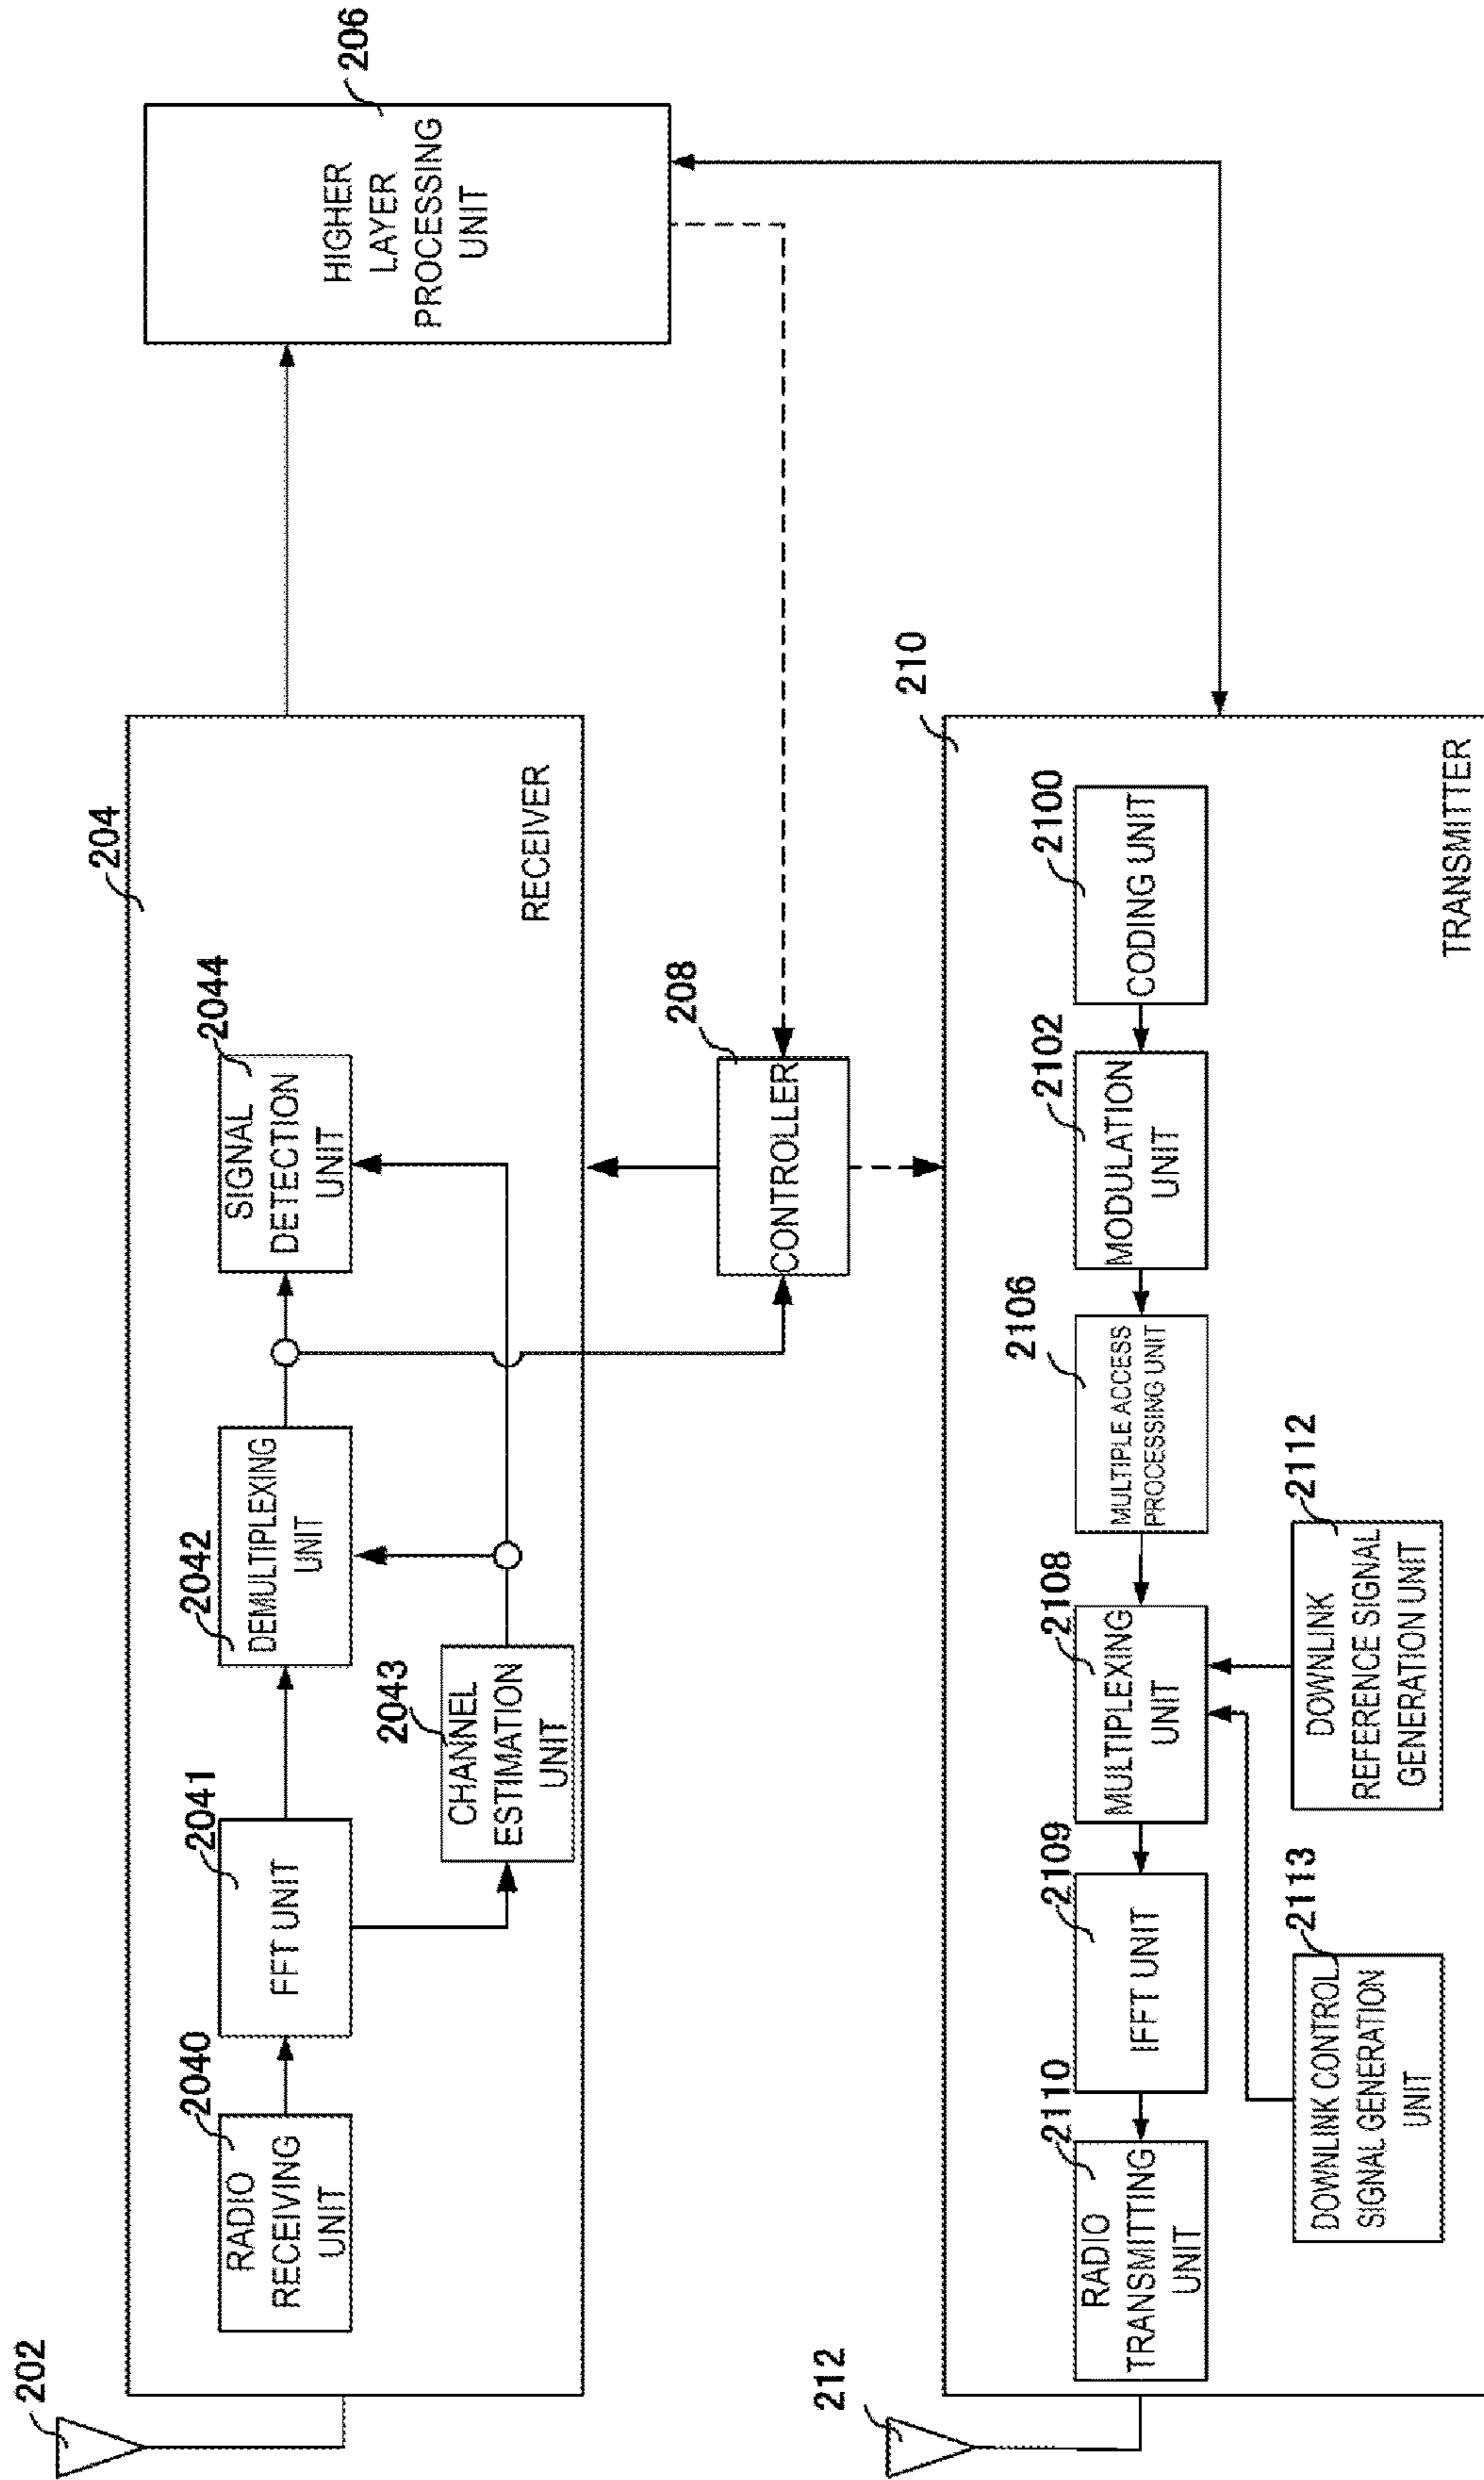 202
204
2040
RADIO
RECEIVING
UNIT
2041
FFT UNIT
2042
DEMULTIPLEXING
UNIT
2043
CHANNEL
ESTIMATION
UNIT
2044
SIGNAL
DETECTION
UNIT
RECEIVER
206
HIGHER
LAYER
PROCESSING
UNIT
208
CONTROLLER
210
212
2110
RADIO
TRANSMITTING
UNIT
2109
IFFT UNIT
2108
MULTIPLEXING
UNIT
2106
MULTIPLE ACCESS
PROCESSING UNIT
2102
MODULATION
UNIT
2100
CODING UNIT
2113
DOWNLINK CONTROL
SIGNAL GENERATION
UNIT
2112
DOWNLINK
REFERENCE SIGNAL
GENERATION UNIT
TRANSMITTER